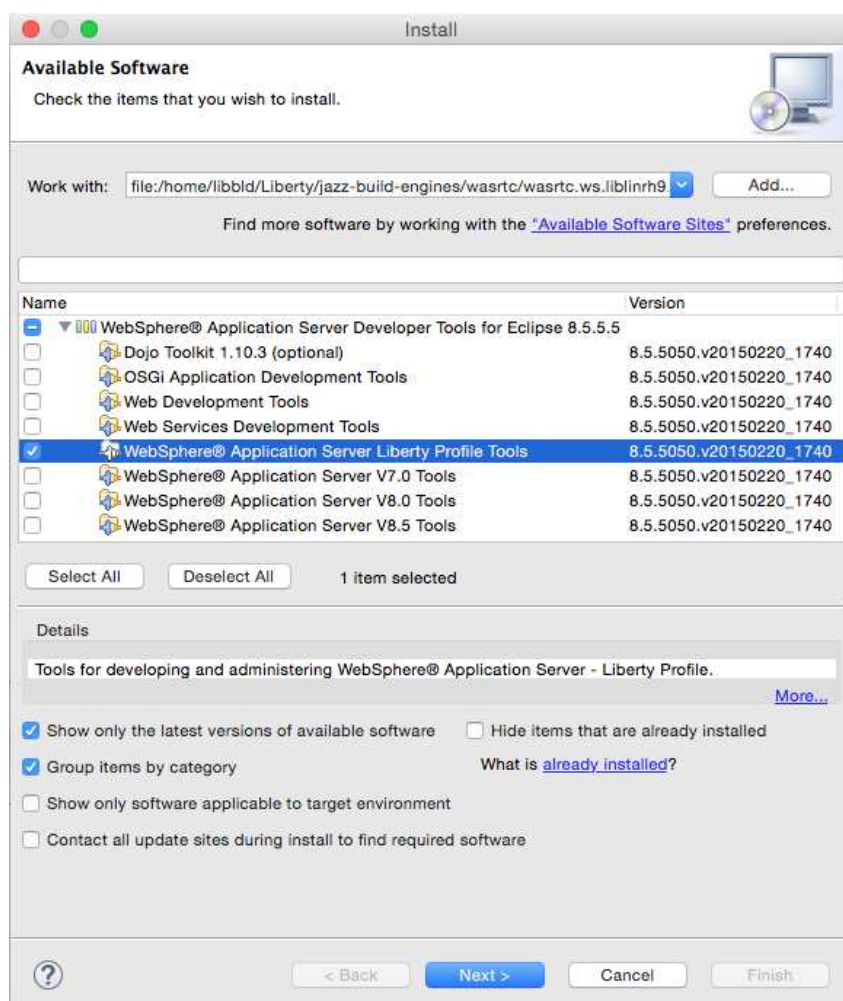 Install
Available Software
Check the items that you wish to install.
Work with: file:/home/libbld/Liberty/jazz-build-engines/wasrtc/wasrtc.ws.liblinrh9. Add...
Find more software by working with the "Available Software Sites" preferences.
Name Version
WebSphere® Application Server Developer Tools for Eclipse 8.5.5.5
Dojo Toolkit 1.10.3 (optional) 8.5.5050.v20150220_1740
OSGi Application Development Tools 8.5.5050.v20150220_1740
Web Development Tools 8.5.5050.v20150220_1740
Web Services Development Tools 8.5.5050.v20150220_1740
WebSphere® Application Server Liberty Profile Tools 8.5.5050.v20150220_1740
WebSphere® Application Server V7.0 Tools 8.5.5050.v20150220_1740
WebSphere® Application Server V8.0 Tools 8.5.5050.v20150220_1740
WebSphere® Application Server V8.5 Tools 8.5.5050.v20150220_1740
Select All Deselect All 1 item selected
Details
Tools for developing and administering WebSphere® Application Server - Liberty Profile.
More...
Show only the latest versions of available software Hide items that are already installed
Group items by category What is already installed?
Show only software applicable to target environment
Contact all update sites during install to find required software
? < Back Next > Cancel Finish